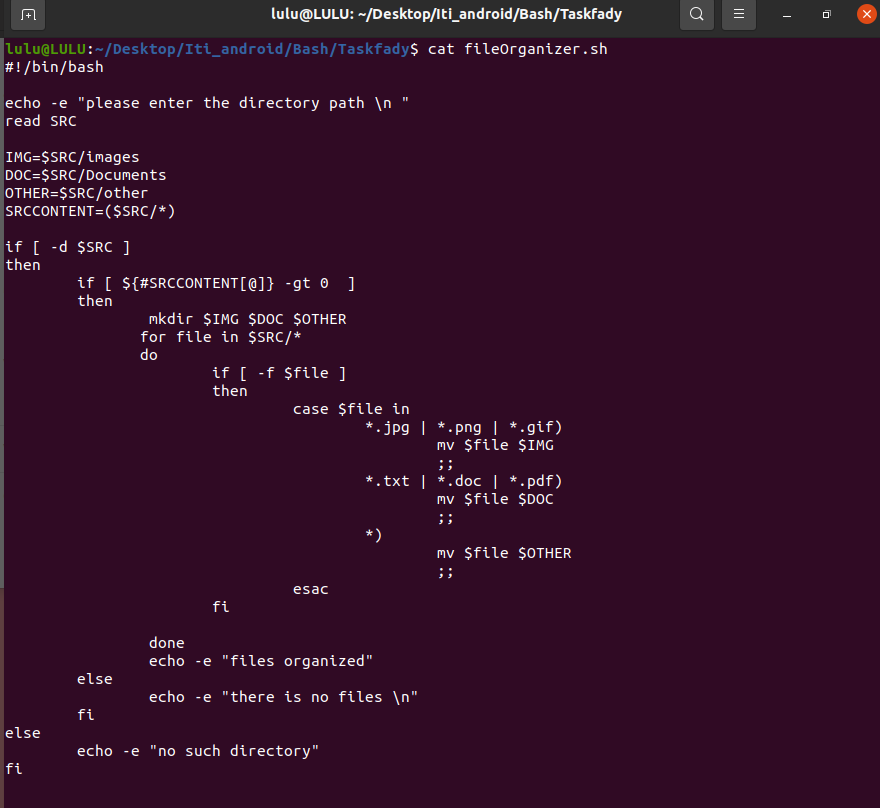 lulu@LULU: ~/Desktop/Iti_android/Bash/Taskfady
lulu@LULU:~/Desktop/Iti_android/Bash/Taskfady$ cat fileOrganizer.sh
#!/bin/bash

echo -e "please enter the directory path \n "
read SRC

IMG=$SRC/images
DOC=$SRC/Documents
OTHER=$SRC/other
SRCCONTENT=($SRC/*)

if [ -d $SRC ]
then
        if [ ${#SRCCONTENT[@]} -gt 0  ]
        then
                mkdir $IMG $DOC $OTHER
               for file in $SRC/*
               do
                       if [ -f $file ]
                       then
                                case $file in
                                        *.jpg | *.png | *.gif)
                                                mv $file $IMG
                                                ;;
                                        *.txt | *.doc | *.pdf)
                                                mv $file $DOC
                                                ;;
                                        *)
                                                mv $file $OTHER
                                                ;;
                                esac
                       fi

                done
                echo -e "files organized"
        else
                echo -e "there is no files \n"
        fi
else
        echo -e "no such directory"
fi